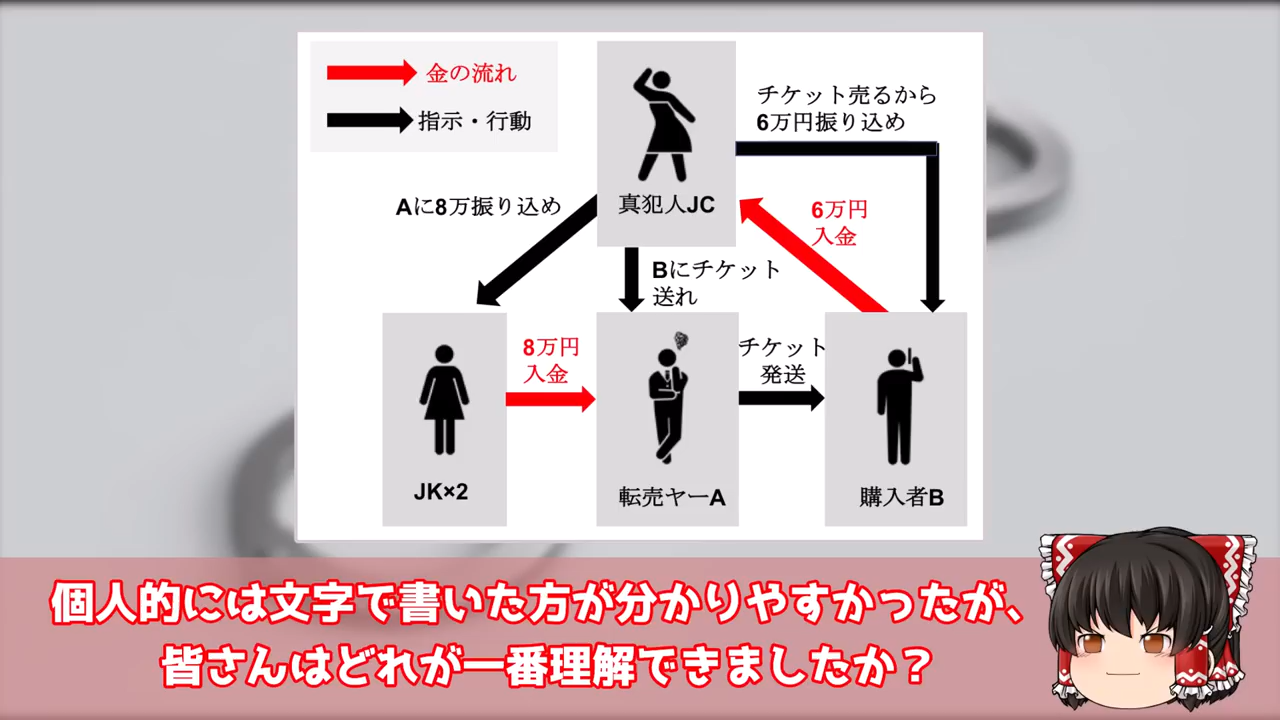 金の流れ
指示・行動
チケット売るから
6万円振り込め
Aに8万振り込め
真犯人JC
6万円
入金
Bにチケット
送れ
8万円
入金
チケット
発送
JK×2
転売ヤーA
購入者B
個人的には文字で書いた方が分かりやすかったが、
皆さんはどれが一番理解できましたか？